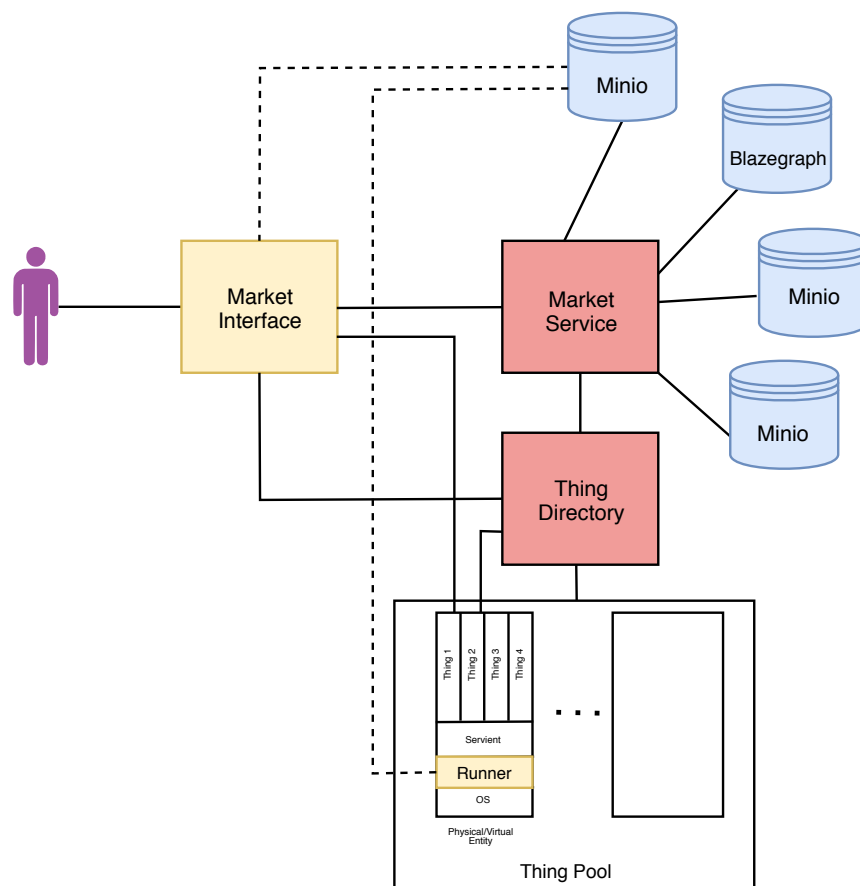 Minio
Blazegraph
Market
Interface
Market
Service
Minio
Minio
Thing
Directory
Thing 1
Thing 2
Thing 3
Thing 4
Servient
Runner
OS
Physical/Virtual
Entity
. . .
Thing Pool